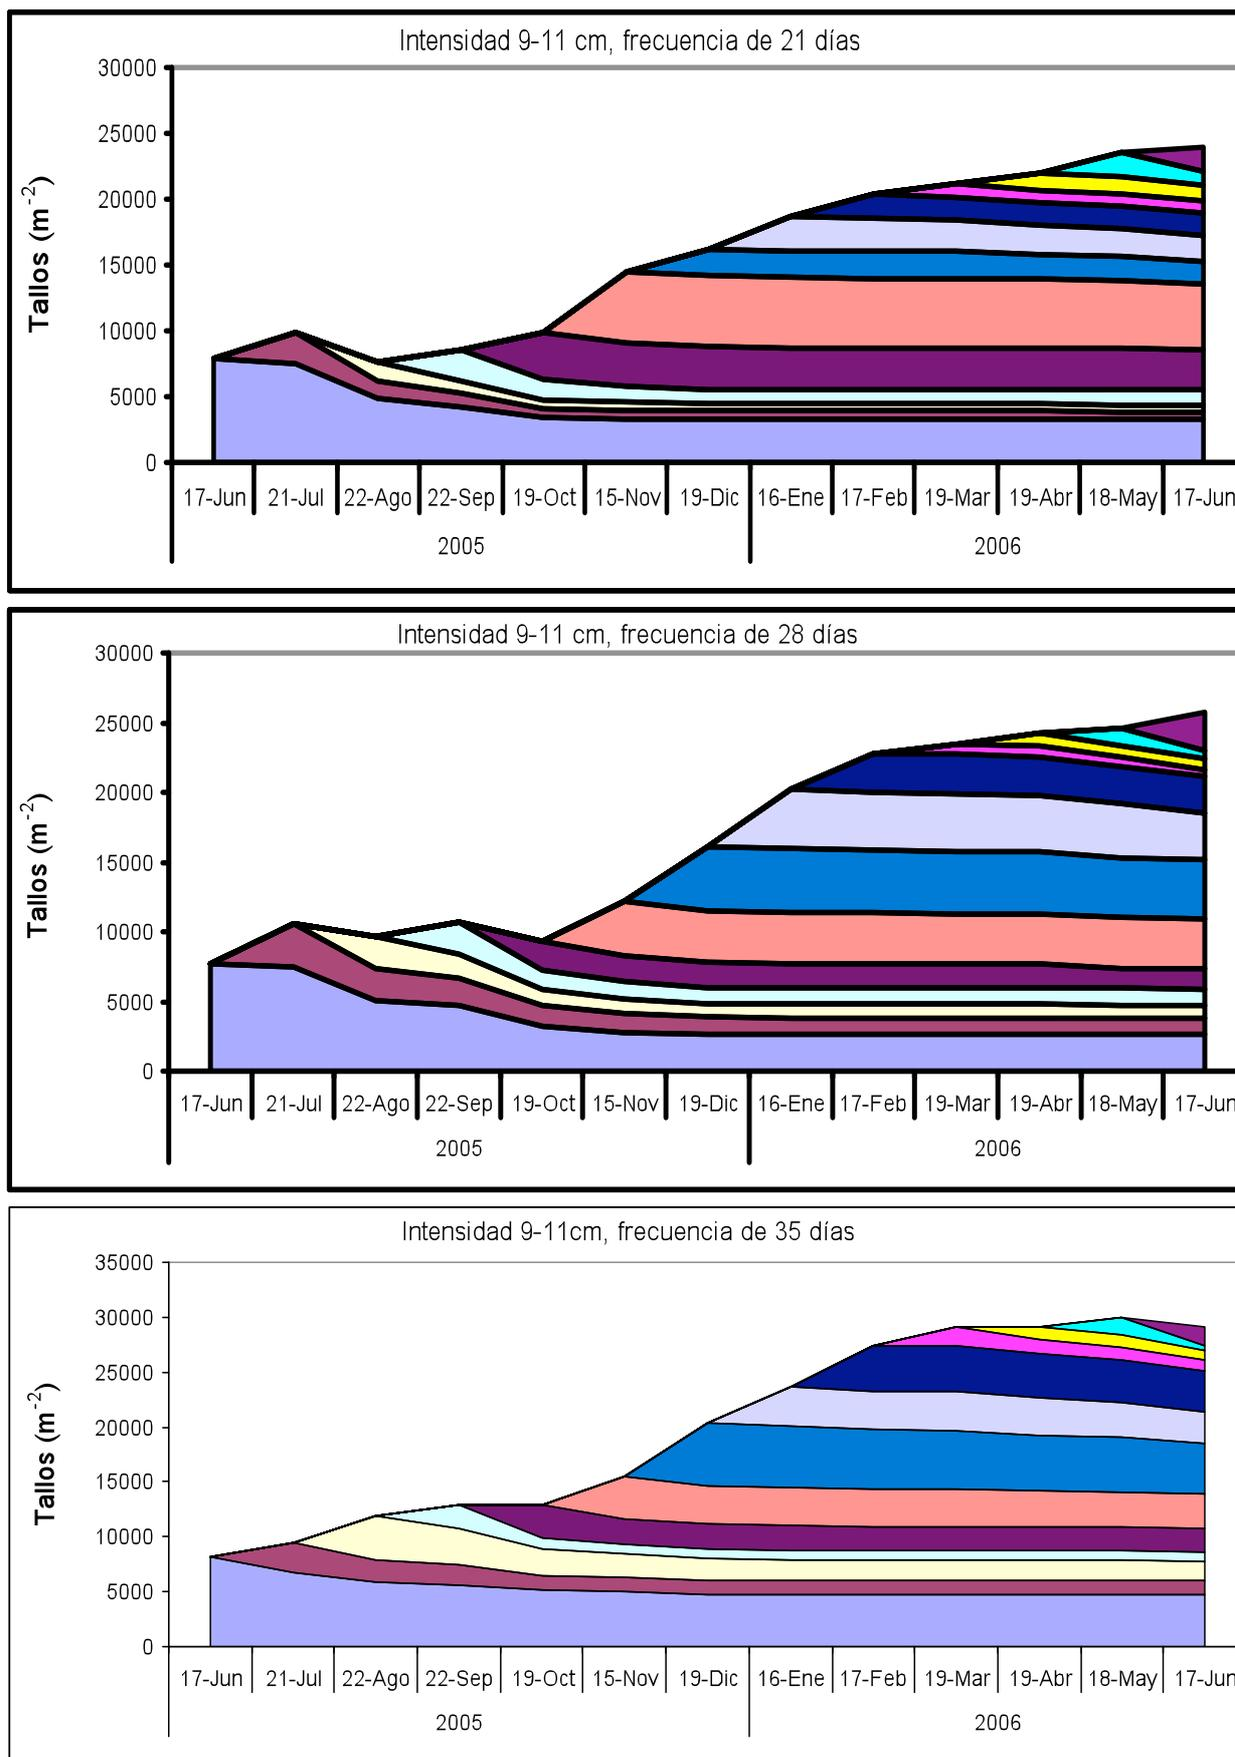 Intensidad 9-11 cm, frecuencia de 21 días
30000
25000
20000
15000
10000
5000
0
Tallos (m-2)
17-Jun 21-Jul 22-Ago 22-Sep 19-Oct 15-Nov 19-Dic 16-Ene 17-Feb 19-Mar 19-Abr 18-May 17-Jun
2005 2006
Intensidad 9-11 cm, frecuencia de 28 días
30000
25000
20000
15000
10000
5000
0
Tallos (m-2)
17-Jun 21-Jul 22-Ago 22-Sep 19-Oct 15-Nov 19-Dic 16-Ene 17-Feb 19-Mar 19-Abr 18-May 17-Jun
2005 2006
Intensidad 9-11cm, frecuencia de 35 días
35000
30000
25000
20000
15000
10000
5000
0
Tallos (m-2)
17-Jun 21-Jul 22-Ago 22-Sep 19-Oct 15-Nov 19-Dic 16-Ene 17-Feb 19-Mar 19-Abr 18-May 17-Jun
2005 2006